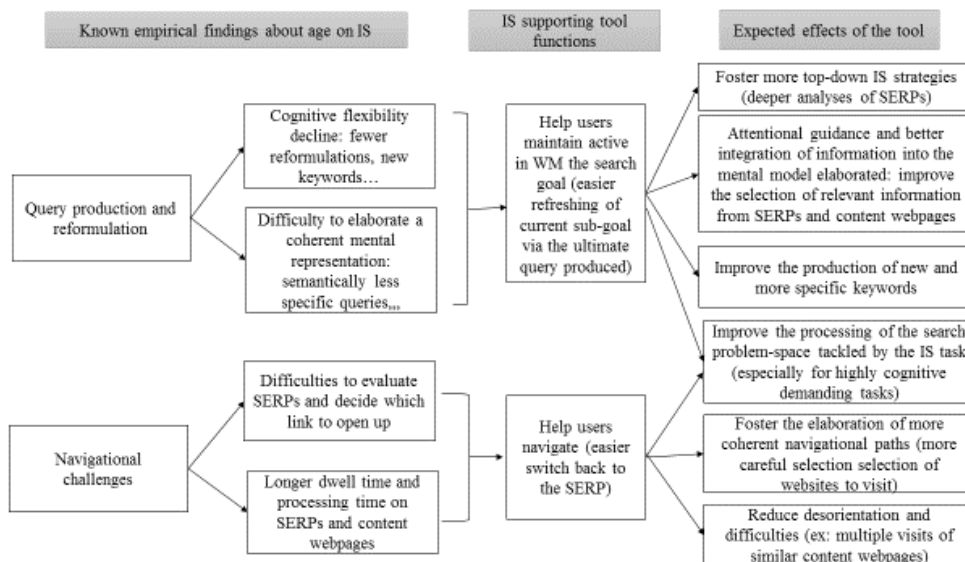 Known empirical findings about age on IS
IS supporting tool
functions
Expected effects of the tool
Query production and
reformulation
Cognitive flexibility
decline: fewer
reformulations, new
keywords…
Difficulty to elaborate a
coherent mental
representation:
semantically less
specific queries,,,
Help users
maintain active
in WM the search
goal (easier
refreshing of
current sub-goal
via the ultimate
query produced)
Foster more top-down IS strategies
(deeper analyses of SERPs)
Attentional guidance and better
integration of information into the
mental model elaborated: improve
the selection of relevant information
from SERPs and content webpages
Improve the production of new and
more specific keywords
Improve the processing of the search
problem-space tackled by the IS task
(especially for highly cognitive
demanding tasks)
Navigational
challenges
Difficulties to evaluate
SERPs and decide which
link to open up
Longer dwell time and
processing time on
SERPs and content
webpages
Help users
navigate (easier
switch back to
the SERP)
Foster the elaboration of more
coherent navigational paths (more
careful selection selection of
websites to visit)
Reduce desorientation and
difficulties (ex: multiple visits of
similar content webpages)